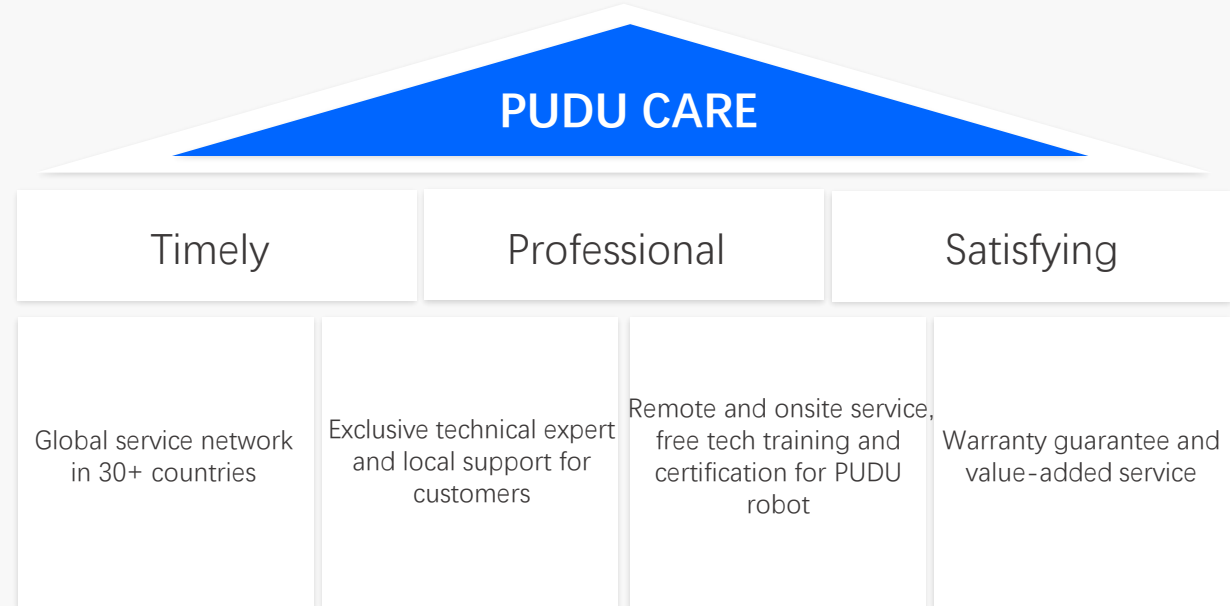 PUDU CARE
Timely
Professional
Satisfying
Global service network
in 30+ countries
Exclusive technical expert
and local support for
customers
Remote and onsite service,
free tech training and
certification for PUDU
robot
Warranty guarantee and
value-added service